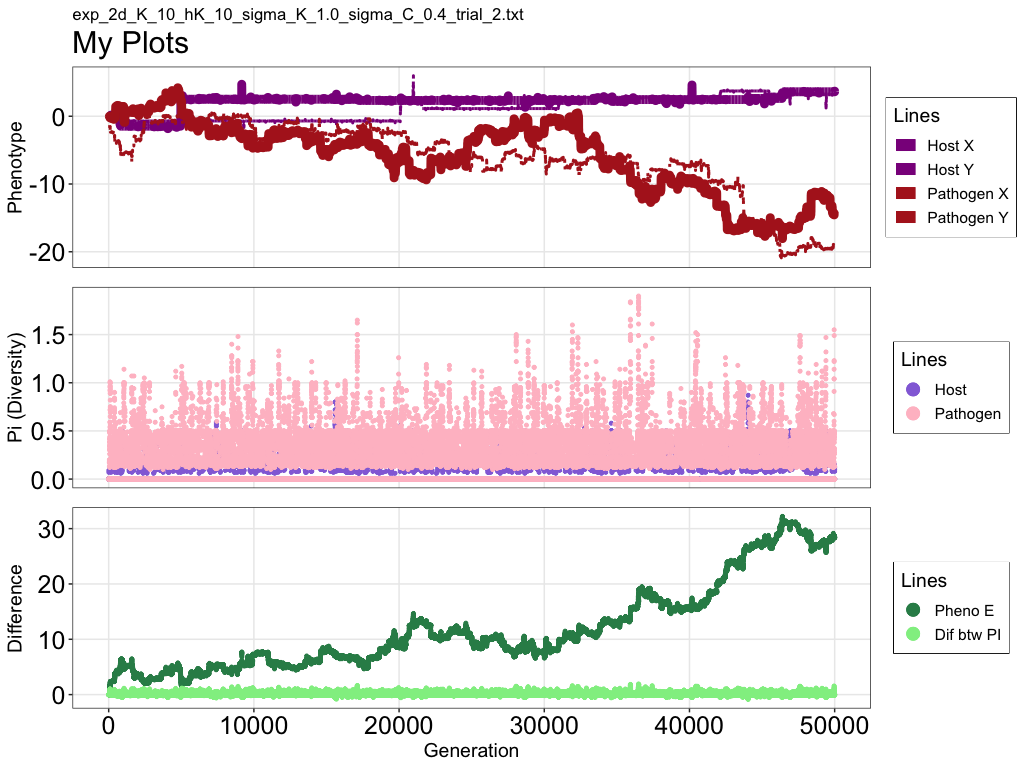 exp_2d_K_10_hK_10_sigma_K_1.0_sigma_C_0.4_trial_2.txt
My Plots
Phenotype
0
-10
-20
Lines
Host X
Host Y
Pathogen X
Pathogen Y
Pi (Diversity)
1.5
1.0
0.5
0.0
Lines
Host
Pathogen
Difference
30
20
10
0
Lines
Pheno E
Dif btw PI
0 10000 20000 30000 40000 50000
Generation